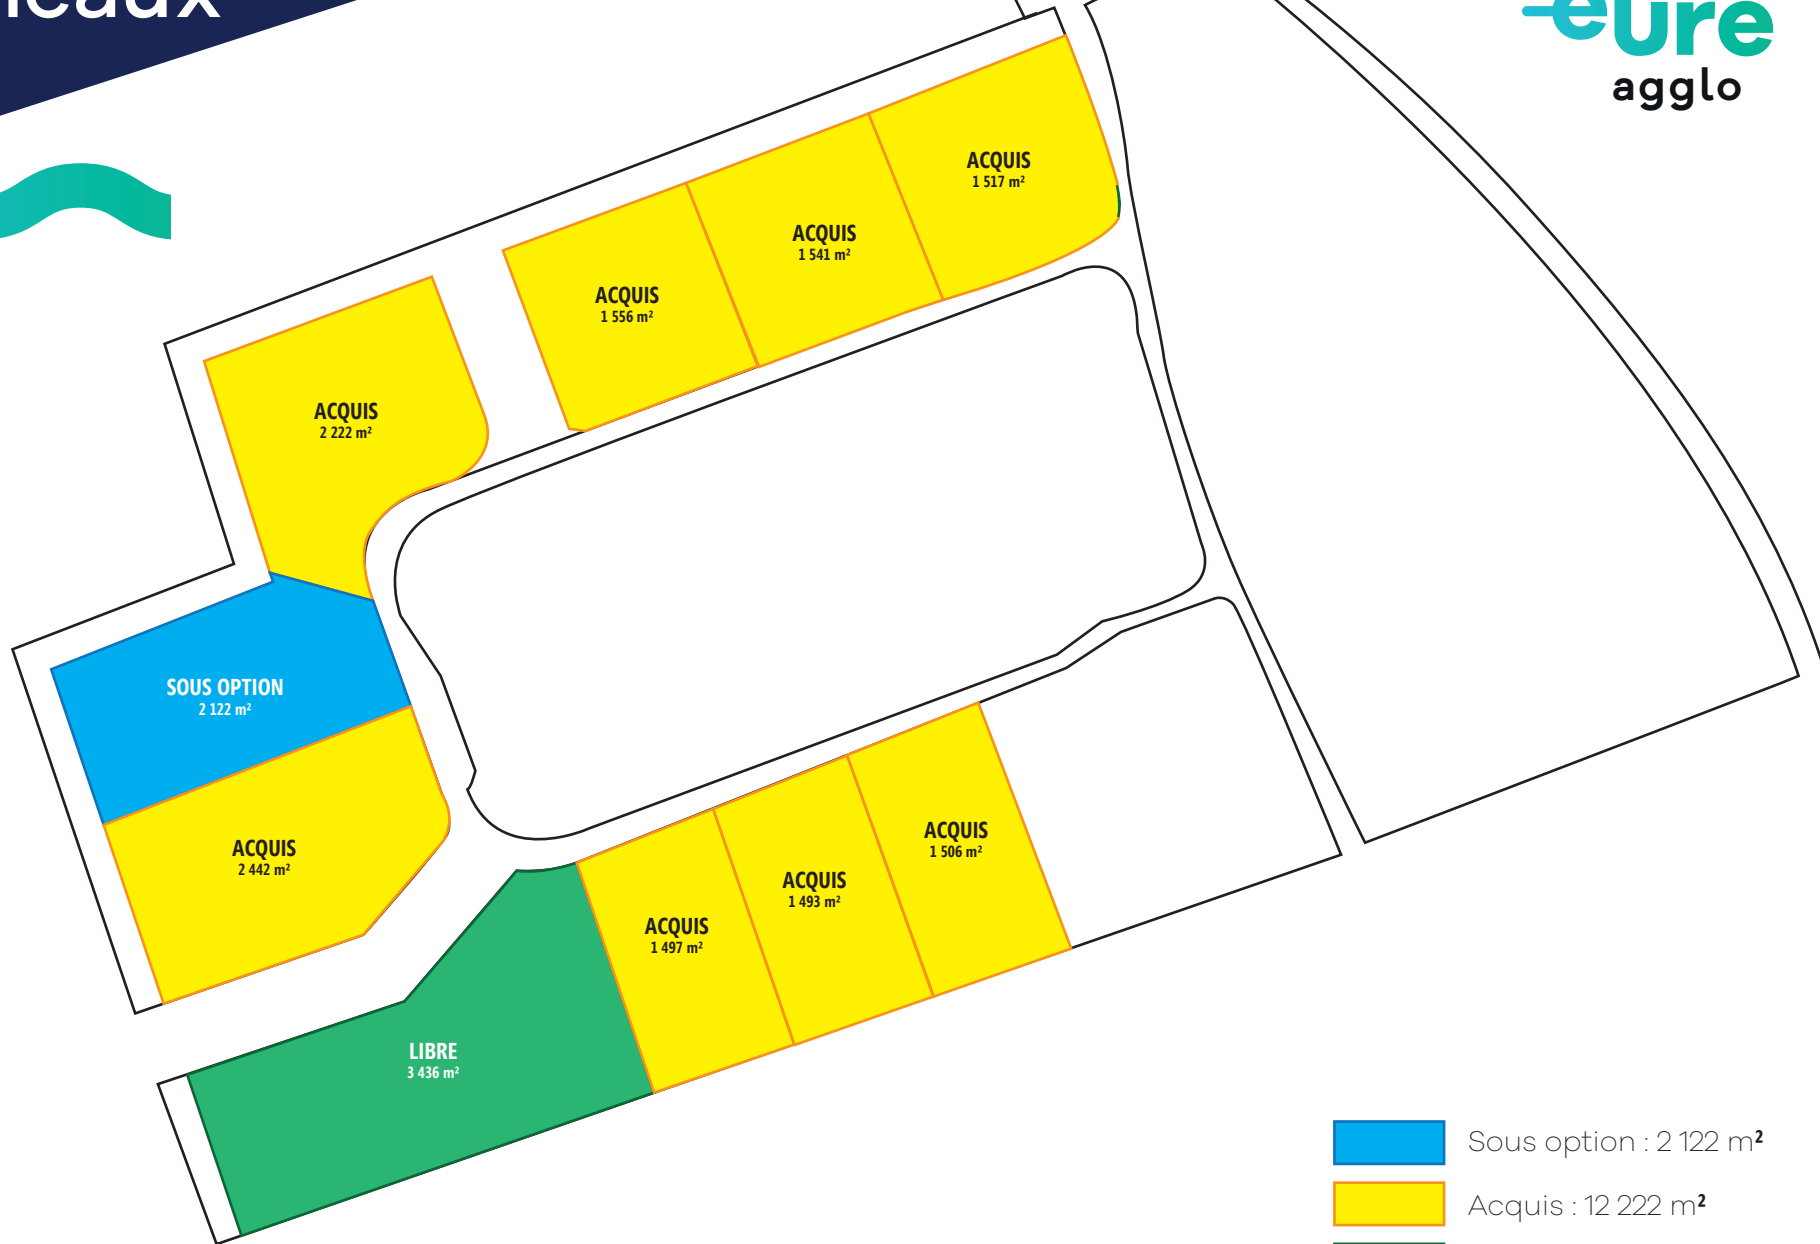 eure
agglo
ACQUIS
1 517 m²
ACQUIS
1 541 m²
ACQUIS
1 556 m²
ACQUIS
2 222 m²
SOUS OPTION
2 122 m²
ACQUIS
2 442 m²
ACQUIS
1 506 m²
ACQUIS
1 493 m²
ACQUIS
1 497 m²
LIBRE
3 436 m²
Sous option : 2 122 m²
Acquis : 12 222 m²